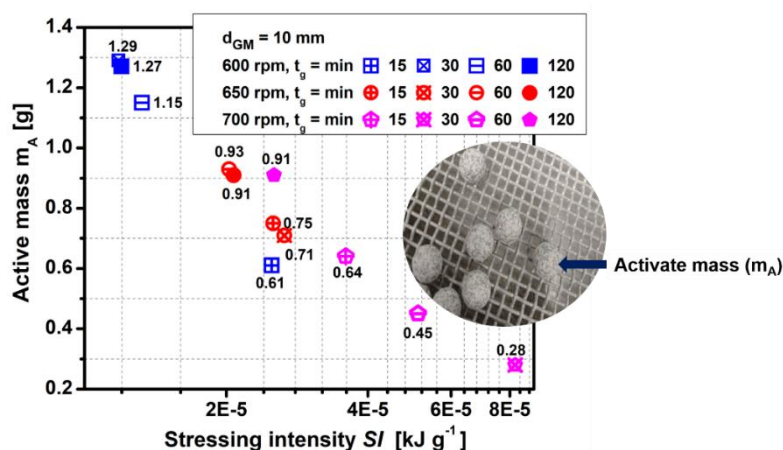 d_GM = 10 mm
600 rpm, t_g = min 15 30 60 120
650 rpm, t_g = min 15 30 60 120
700 rpm, t_g = min 15 30 60 120
1.4
1.2
1.0
0.8
0.6
0.4
0.2
Active mass m_A [g]
1.29
1.27
1.15
0.93
0.91
0.91
0.75
0.71
0.61
0.64
0.45
0.28
Activate mass (m_A)
2E-5
4E-5
6E-5
8E-5
Stressing intensity SI [kJ g⁻¹]